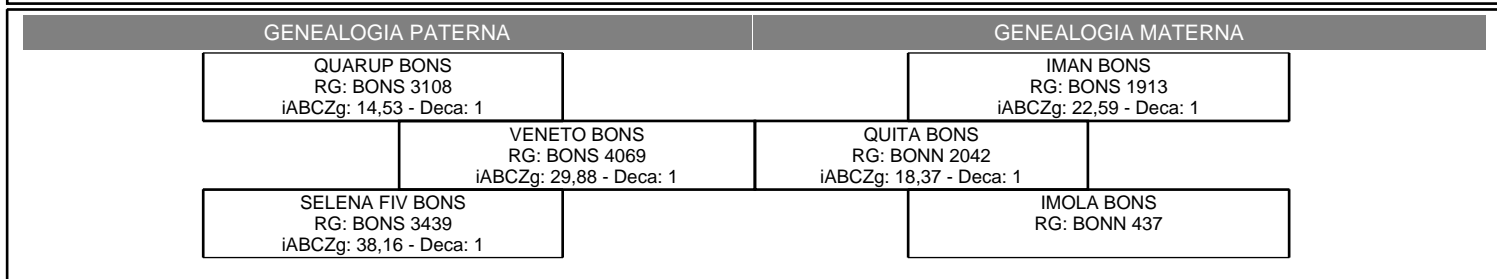 GENEALOGIA PATERNA
GENEALOGIA MATERNA
QUARUP BONS
RG: BONS 3108
iABCZg: 14,53 - Deca: 1
IMAN BONS
RG: BONS 1913
iABCZg: 22,59 - Deca: 1
VENETO BONS
RG: BONS 4069
iABCZg: 29,88 - Deca: 1
QUITA BONS
RG: BONN 2042
iABCZg: 18,37 - Deca: 1
SELENA FIV BONS
RG: BONS 3439
iABCZg: 38,16 - Deca: 1
IMOLA BONS
RG: BONN 437